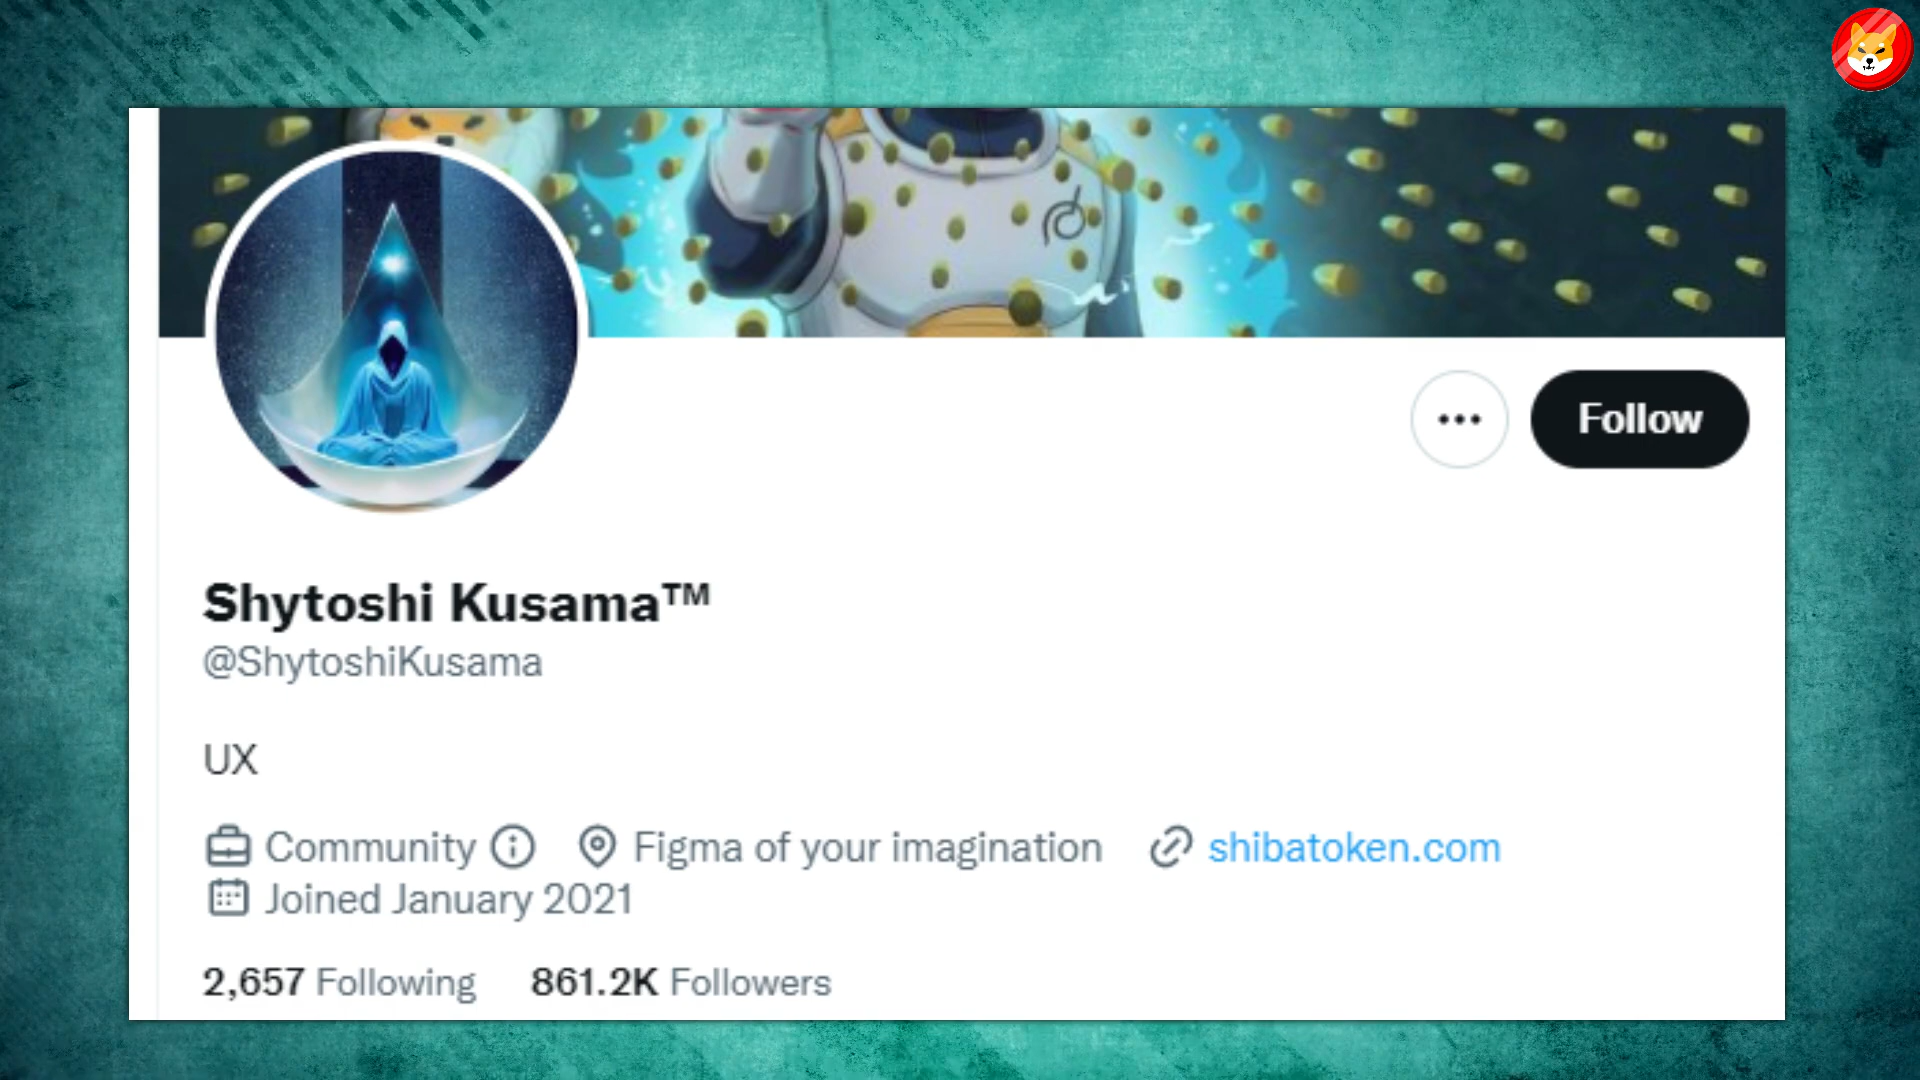 Follow
Shytoshi Kusama™
@ShytoshiKusama
UX
Community Figma of your imagination shibatoken.com
Joined January 2021
2,657 Following 861.2K Followers